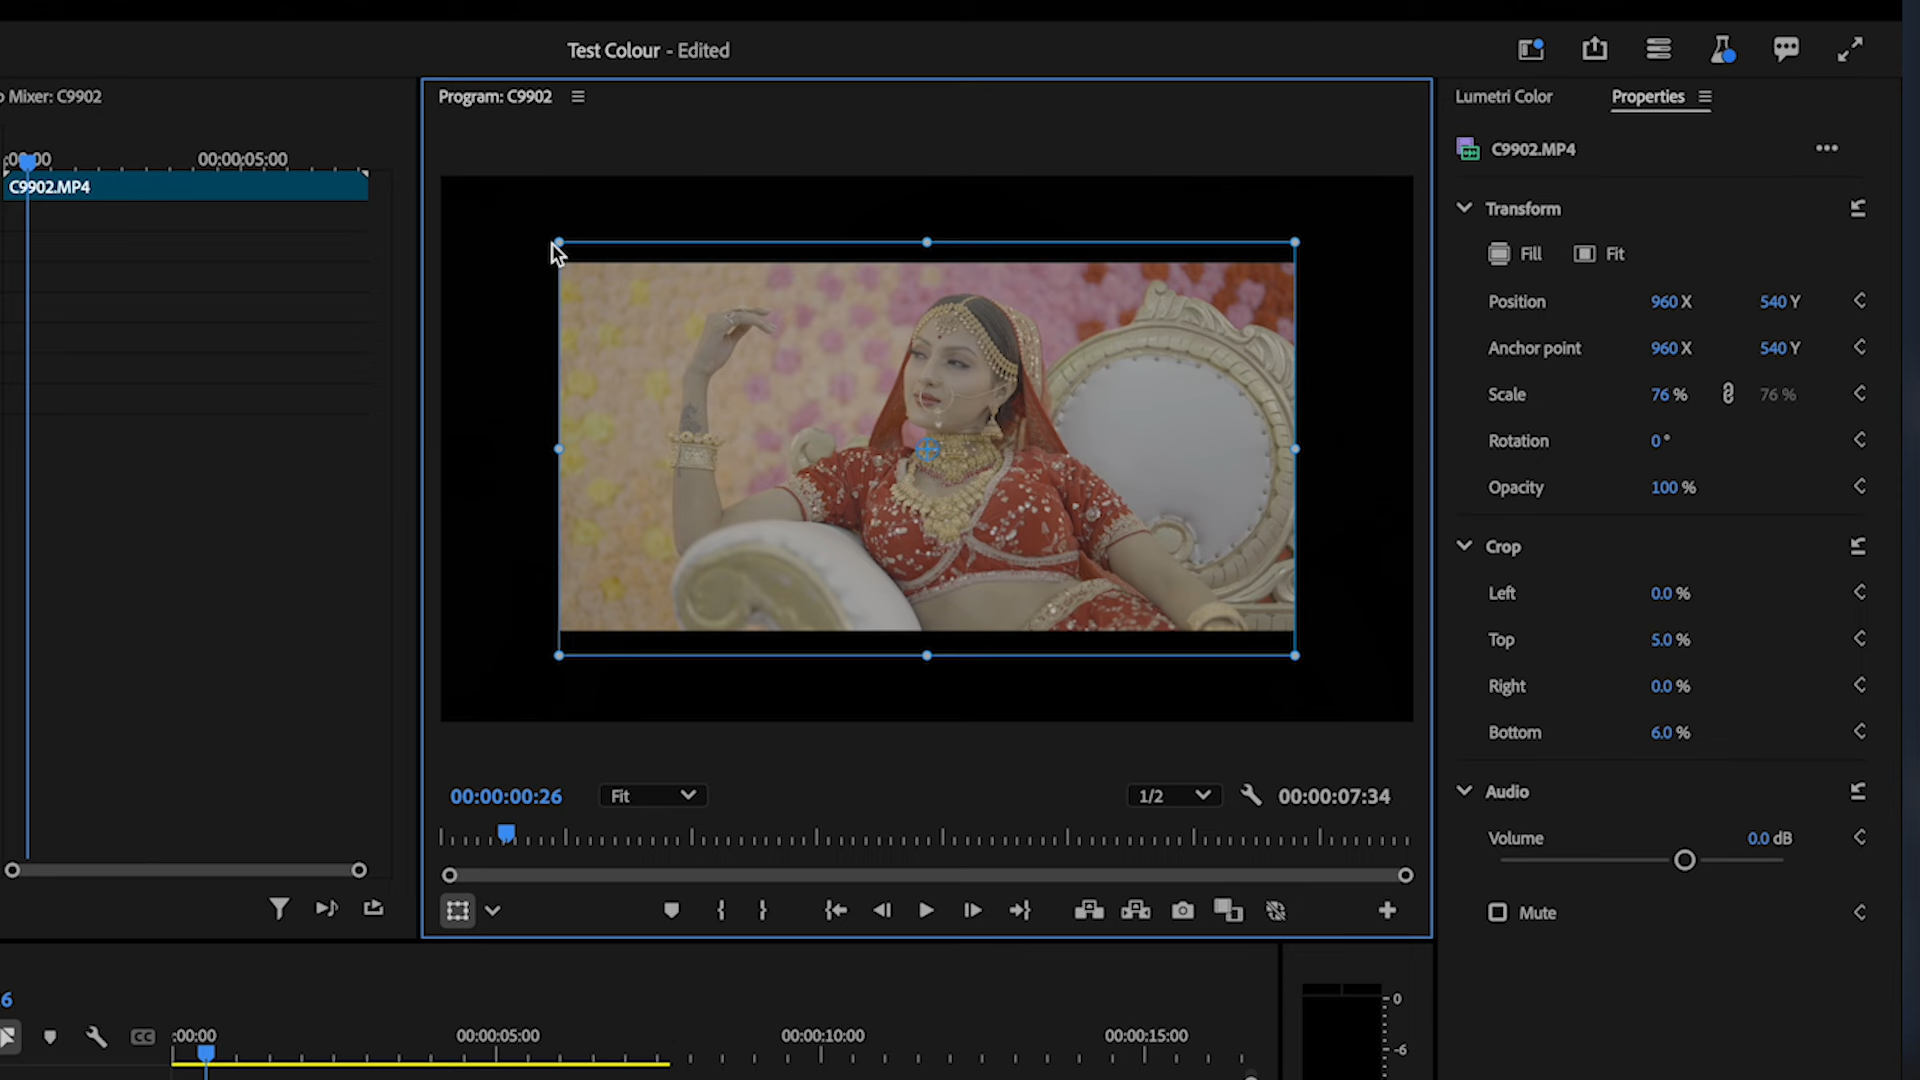 Test Colour - Edited
o Mixer: C9902
Program: C9902
Lumetri Color
Properties
:00:00
00:00:05:00
C9902.MP4
C9902.MP4
Transform
Fill
Fit
Position
960 X
540 Y
Anchor point
960 X
540 Y
Scale
76 %
76 %
Rotation
0 °
Opacity
100 %
Crop
Left
0.0 %
Top
5.0 %
Right
0.0 %
Bottom
6.0 %
00:00:00:26
Fit
1/2
00:00:07:34
Audio
Volume
0.0 dB
Mute
6
CC
:00:00
00:00:05:00
00:00:10:00
00:00:15:00
0
-6